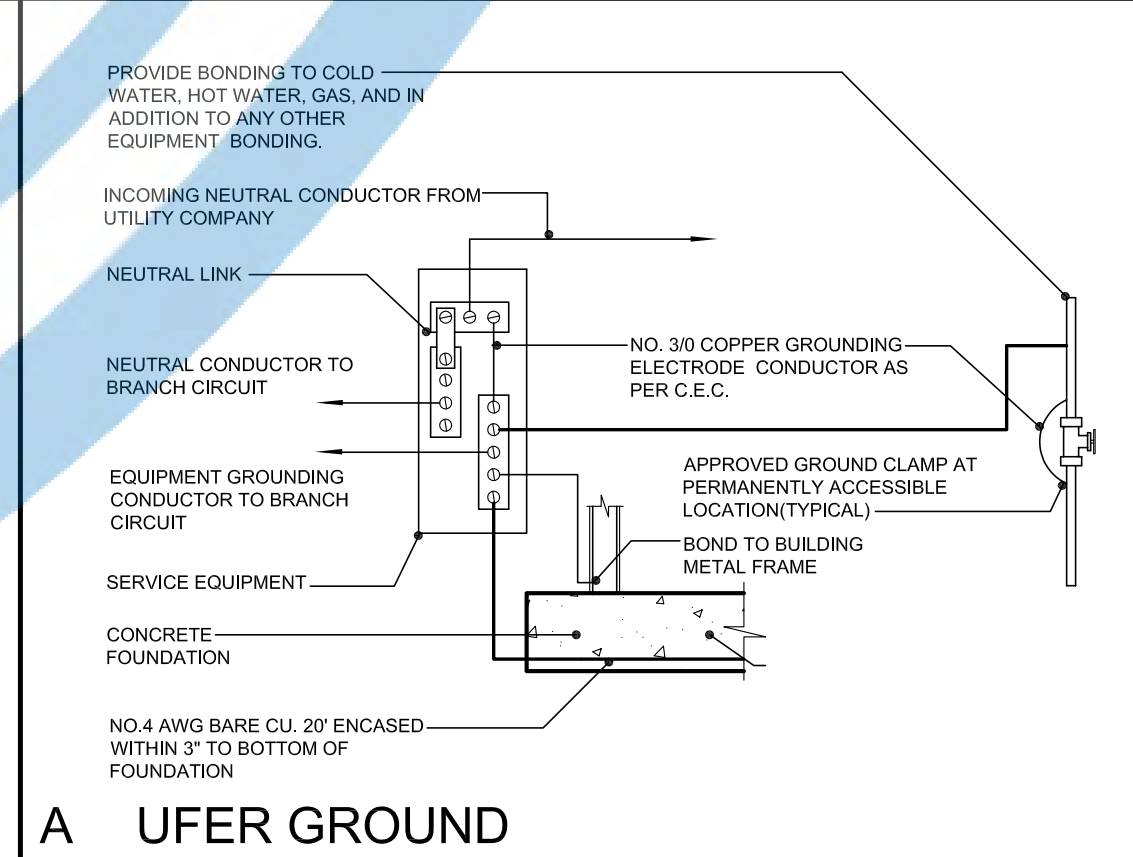 PROVIDE BONDING TO COLD
WATER, HOT WATER, GAS, AND IN
ADDITION TO ANY OTHER
EQUIPMENT BONDING.
INCOMING NEUTRAL CONDUCTOR FROM
UTILITY COMPANY
NEUTRAL LINK
NEUTRAL CONDUCTOR TO
BRANCH CIRCUIT
NO. 3/0 COPPER GROUNDING
ELECTRODE CONDUCTOR AS
PER C.E.C.
EQUIPMENT GROUNDING
CONDUCTOR TO BRANCH
CIRCUIT
APPROVED GROUND CLAMP AT
PERMANENTLY ACCESSIBLE
LOCATION(TYPICAL)
BOND TO BUILDING
METAL FRAME
SERVICE EQUIPMENT
CONCRETE
FOUNDATION
NO.4 AWG BARE CU. 20' ENCASED
WITHIN 3" TO BOTTOM OF
FOUNDATION
A UFER GROUND